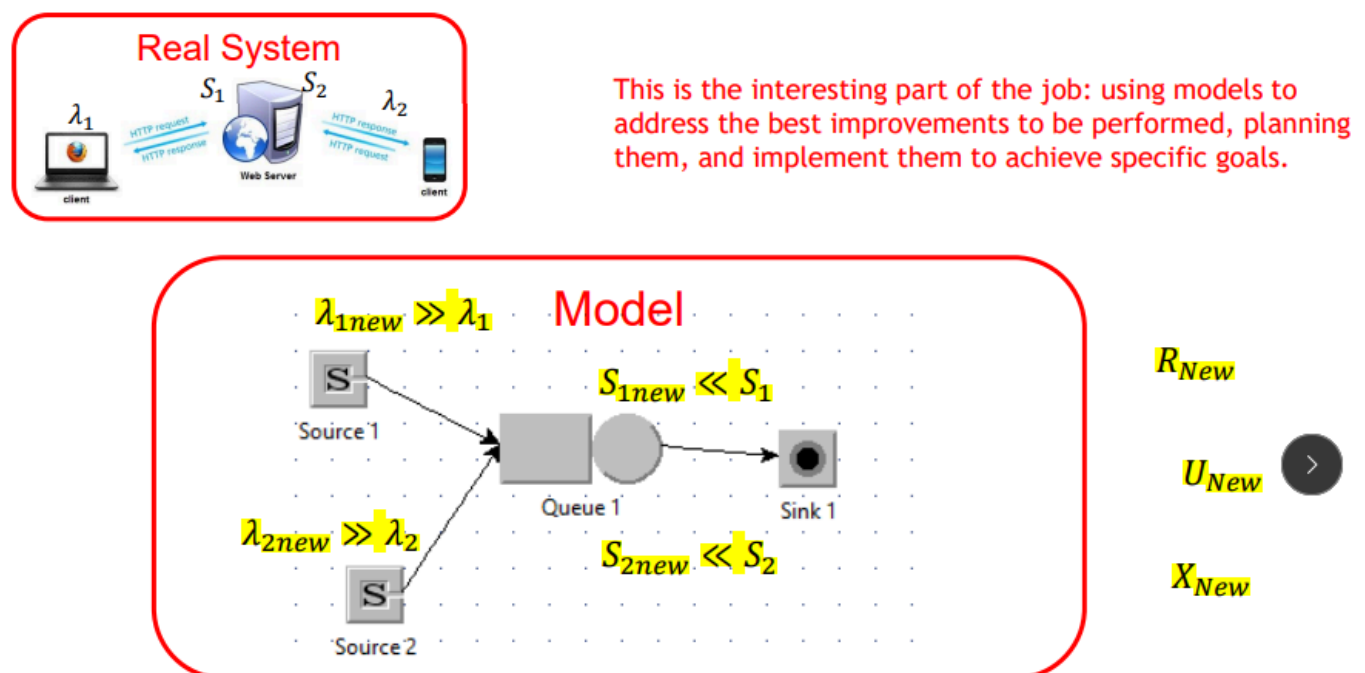 Real System
S₁ S₂
λ₁ λ₂
HTTP request HTTP response
HTTP response HTTP request
Web Server
client client
This is the interesting part of the job: using models to
address the best improvements to be performed, planning
them, and implement them to achieve specific goals.
Model
λ₁new ≫ λ₁
S
Source 1
S₁new ≪ S₁
Queue 1
Sink 1
λ₂new ≫ λ₂
S₂new ≪ S₂
S
Source 2
R_New
U_New
X_New